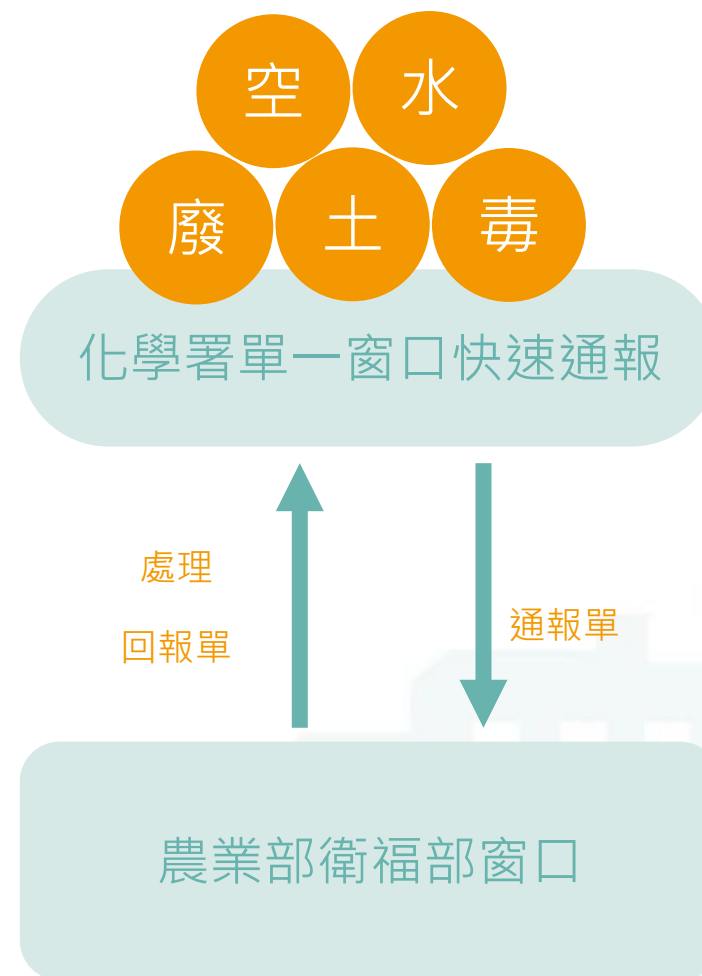 空 水
廢 土 毒
化學署單一窗口快速通報
處理
回報單
通報單
農業部衛福部窗口